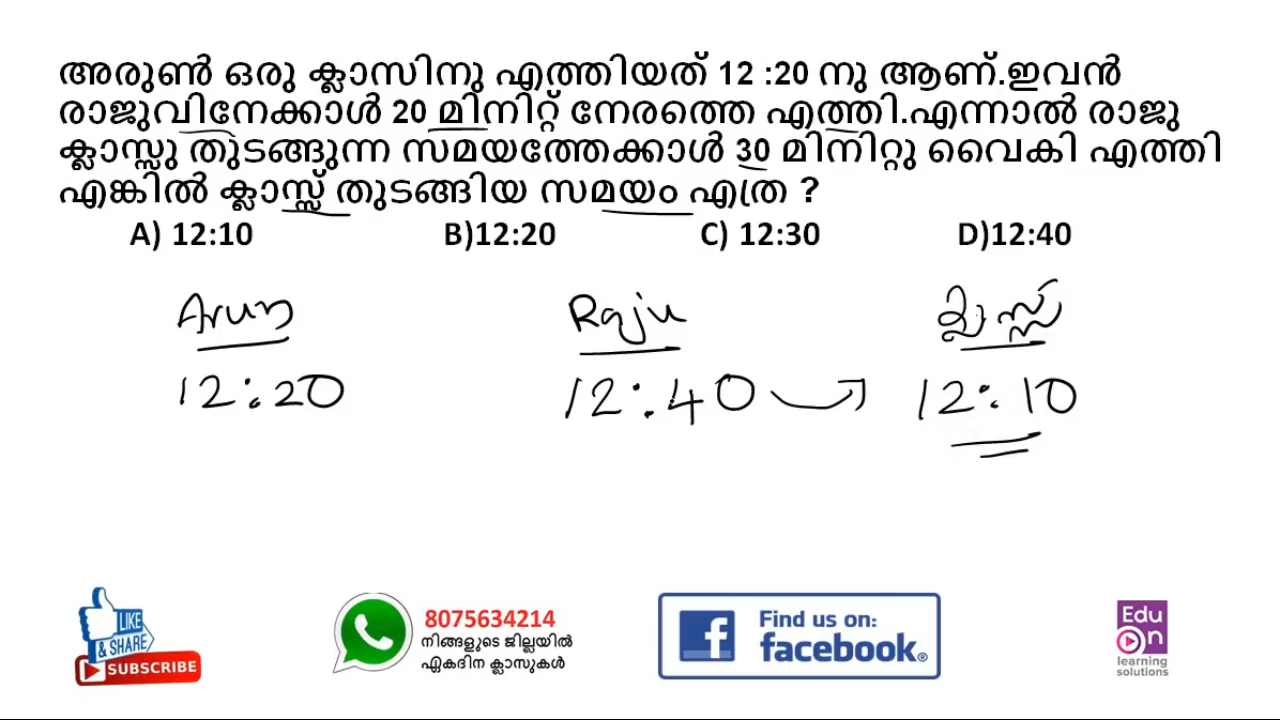 അരുൺ ഒരു ക്ലാസിനു എത്തിയത് 12 :20 നു ആണ്.ഇവൻ
രാജുവിനേക്കാൾ 20 മിനിറ്റ് നേരത്തെ എത്തി.എന്നാൽ രാജു
ക്ലാസ്സു തുടങ്ങുന്ന സമയത്തേക്കാൾ 30 മിനിറ്റു വൈകി എത്തി
എങ്കിൽ ക്ലാസ്സ് തുടങ്ങിയ സമയം എത്ര ?
A) 12:10 B)12:20 C) 12:30 D)12:40
Arun Raju ക്ലാസ്സ്
12:20 12:40 12:10
LIKE
& SHARE
SUBSCRIBE
8075634214
നിങ്ങളുടെ ജില്ലയിൽ
ഏകദിന ക്ലാസുകൾ
f Find us on:
facebook®
Edu
On
learning
solutions